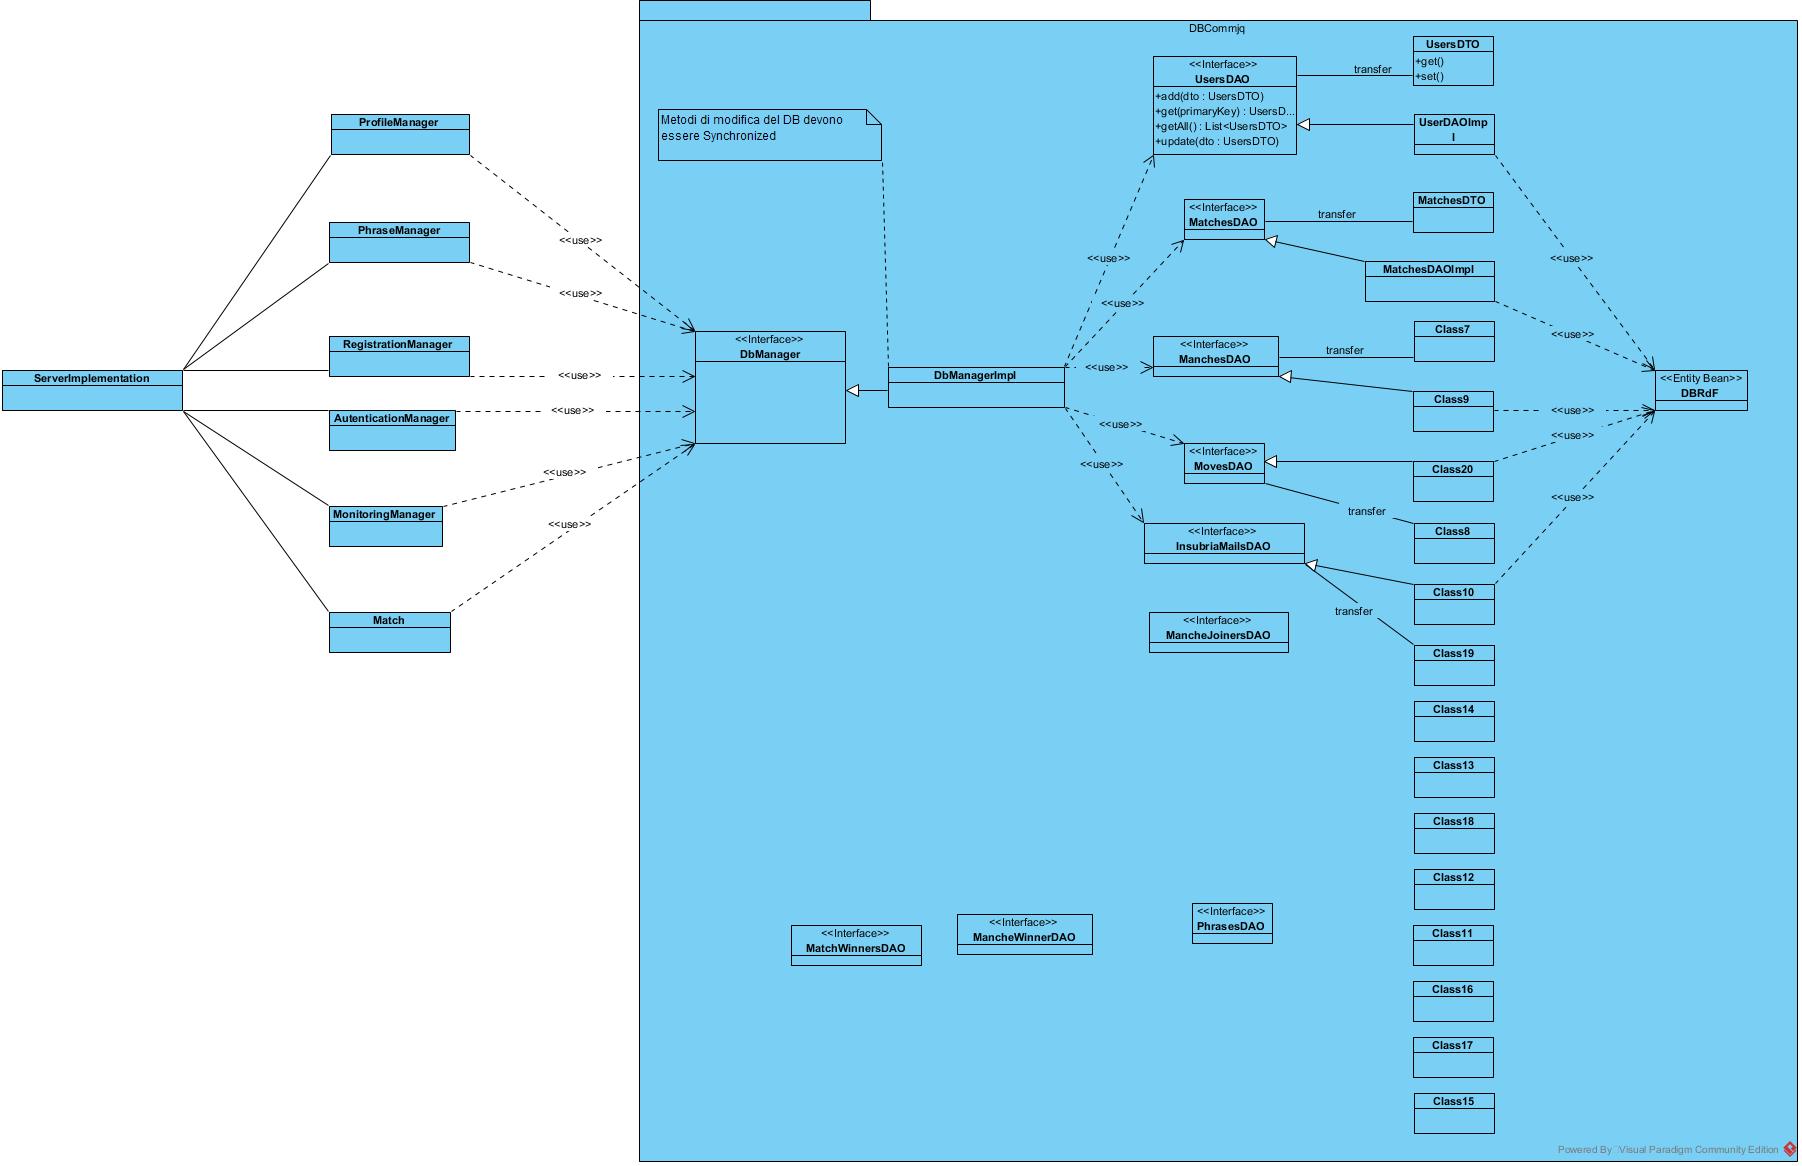 DBCommjq
ServerImplementation
ProfileManager
PhraseManager
RegistrationManager
AutenticationManager
MonitoringManager
Match
<<use>>
<<use>>
<<use>>
<<use>>
<<use>>
<<use>>
Metodi di modifica del DB devono
essere Synchronized
<<Interface>>
DbManager
DbManagerImpl
<<use>>
<<use>>
<<use>>
<<use>>
<<use>>
<<Interface>>
UsersDAO
+add(dto : UsersDTO)
+get(primaryKey) : UsersD...
+getAll() : List<UsersDTO>
+update(dto : UsersDTO)
transfer
UsersDTO
+get()
+set()
UserDAOImp
l
<<Interface>>
MatchesDAO
transfer
MatchesDTO
MatchesDAOImpl
<<Interface>>
ManchesDAO
transfer
Class7
Class9
<<Interface>>
MovesDAO
Class20
transfer
Class8
<<Interface>>
InsubriaMailsDAO
Class10
transfer
Class19
<<use>>
<<use>>
<<use>>
<<use>>
<<use>>
<<Entity Bean>>
DBRdF
<<Interface>>
MancheJoinersDAO
Class14
Class13
Class18
Class12
<<Interface>>
MatchWinnersDAO
<<Interface>>
MancheWinnerDAO
<<Interface>>
PhrasesDAO
Class11
Class16
Class17
Class15
Powered By Visual Paradigm Community Edition